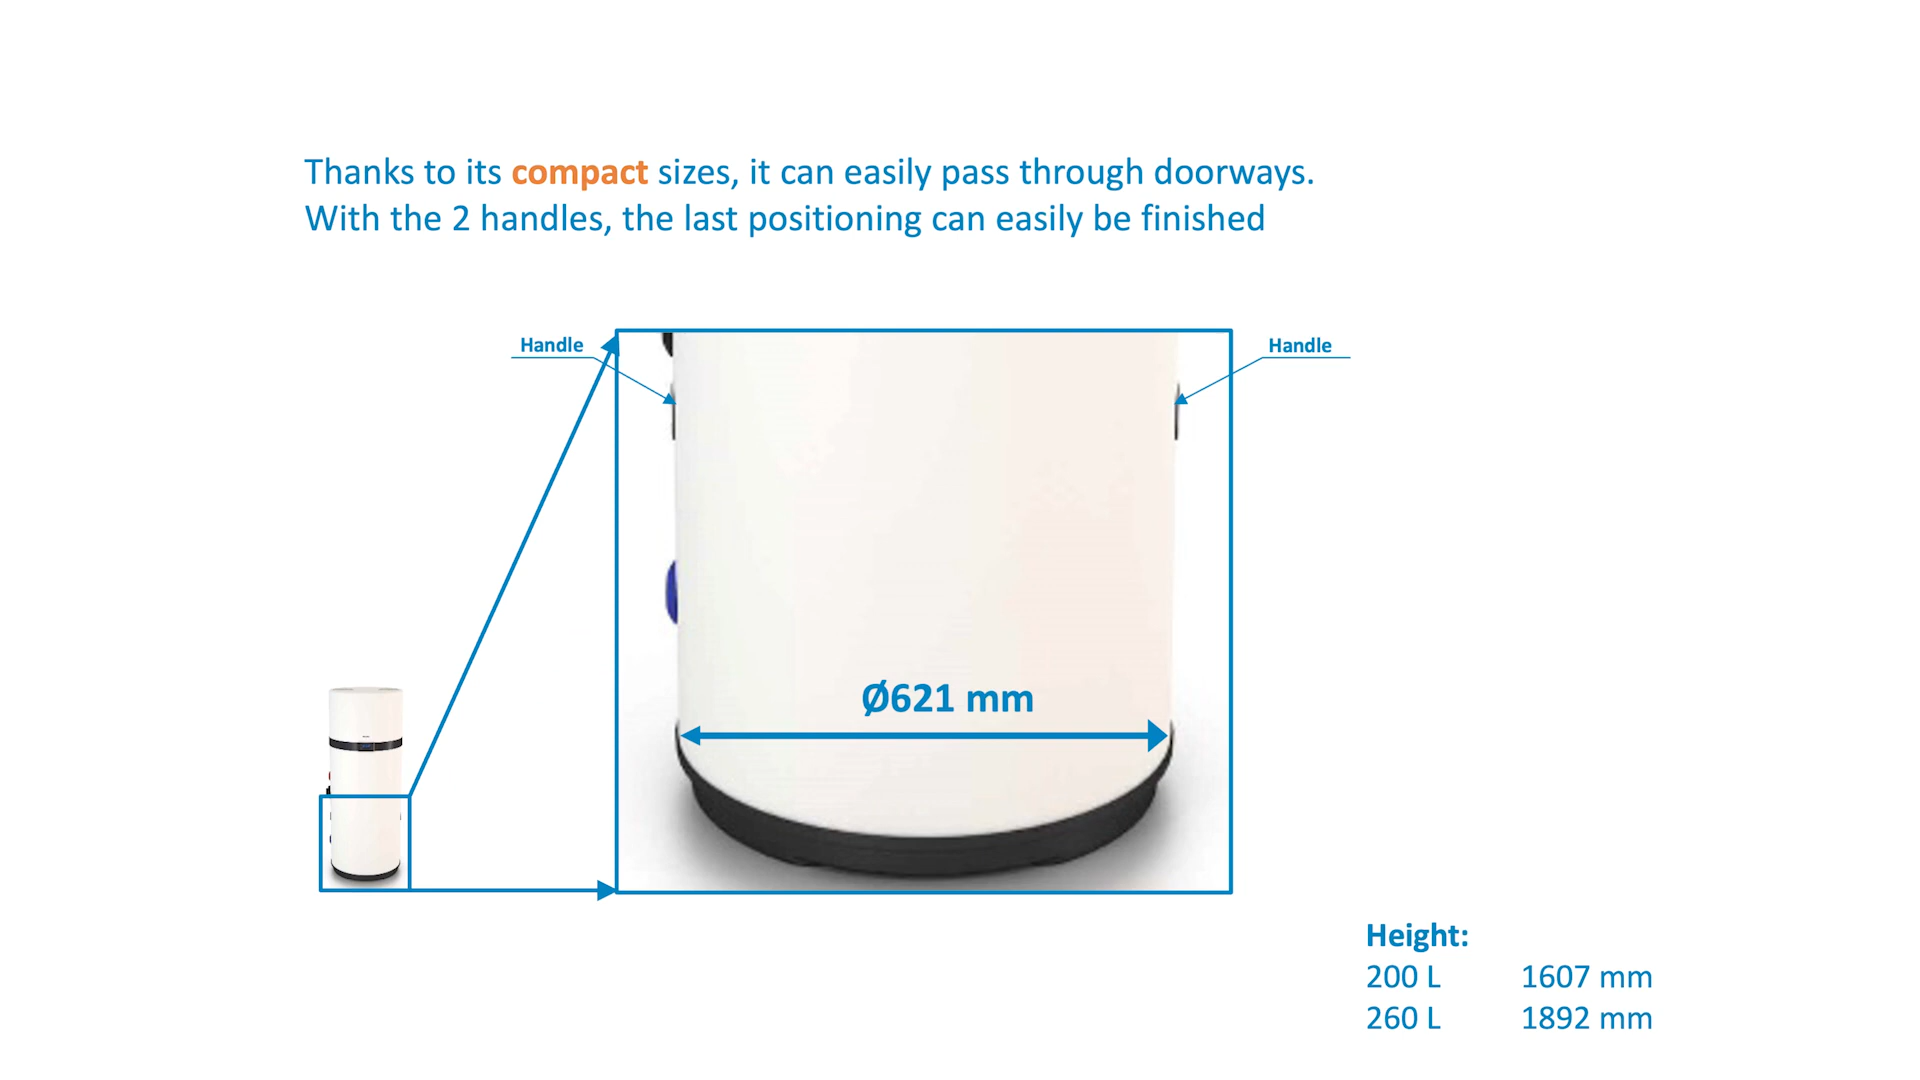 Thanks to its compact sizes, it can easily pass through doorways.
With the 2 handles, the last positioning can easily be finished
Handle
Handle
Ø621 mm
Height:
200 L 1607 mm
260 L 1892 mm